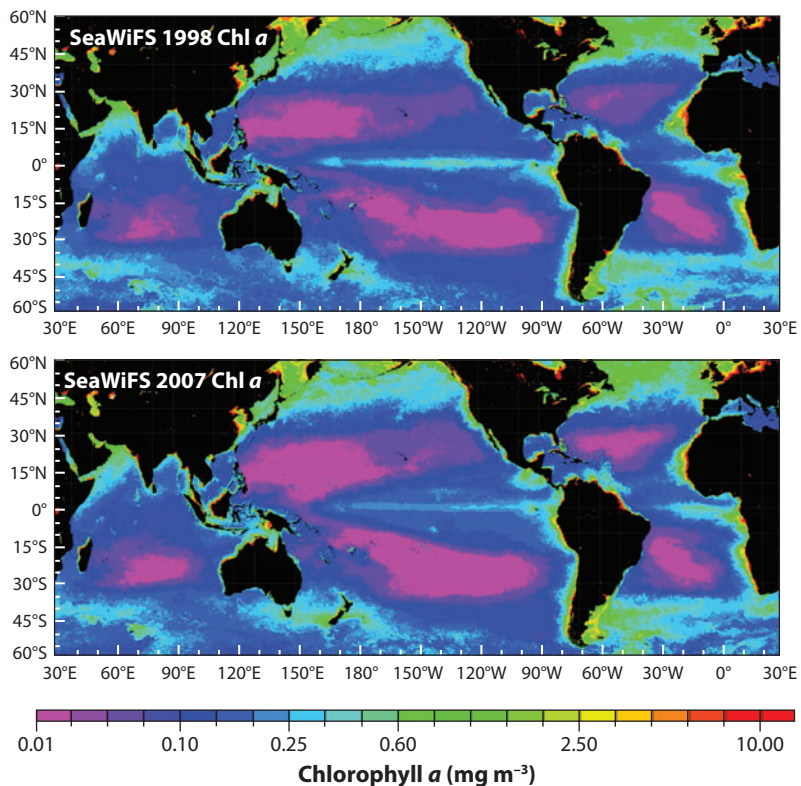 60°N
SeaWiFS 1998 Chl a
45°N
30°N
15°N
0°
15°S
30°S
45°S
60°S
30°E 60°E 90°E 120°E 150°E 180° 150°W 120°W 90°W 60°W 30°W 0° 30°E
60°N
SeaWiFS 2007 Chl a
45°N
30°N
15°N
0°
15°S
30°S
45°S
60°S
30°E 60°E 90°E 120°E 150°E 180° 150°W 120°W 90°W 60°W 30°W 0° 30°E
0.01 0.10 0.25 0.60 2.50 10.00
Chlorophyll a (mg m⁻³)